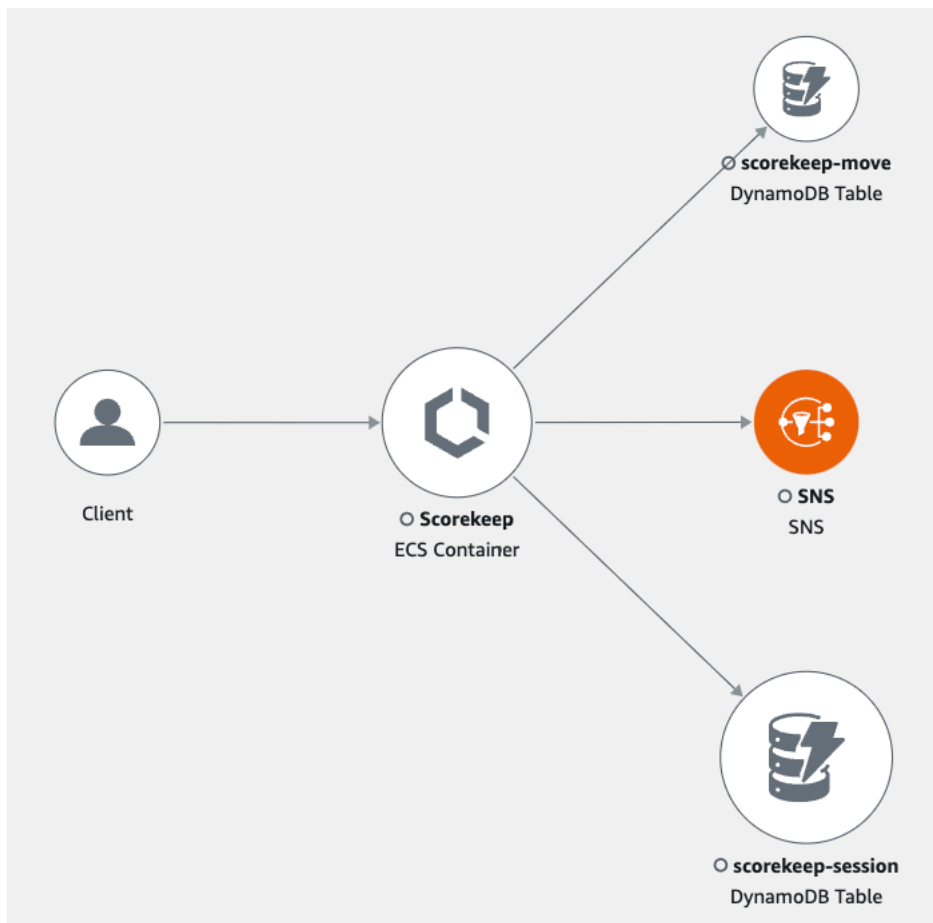 scorekeep-move
DynamoDB Table
Client
Scorekeep
ECS Container
SNS
SNS
scorekeep-session
DynamoDB Table